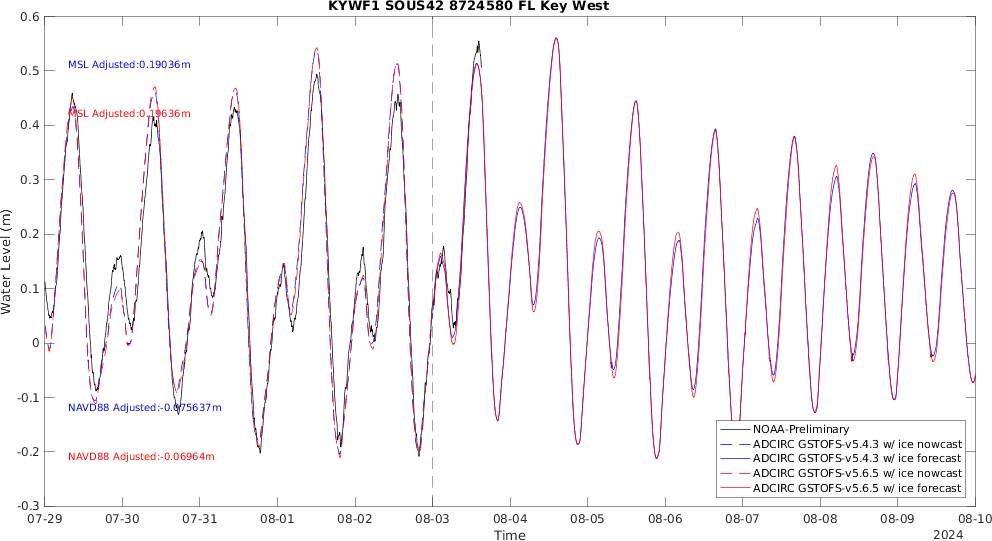 KYWF1 SOUS42 8724580 FL Key West
0.6
0.5
0.4
0.3
0.2
0.1
0
-0.1
-0.2
-0.3
Water Level (m)
MSL Adjusted:0.19036m
MSL Adjusted:0.19636m
NAVD88 Adjusted:-0.075637m
NAVD88 Adjusted:-0.06964m
NOAA-Preliminary
ADCIRC GSTOFS-v5.4.3 w/ ice nowcast
ADCIRC GSTOFS-v5.4.3 w/ ice forecast
ADCIRC GSTOFS-v5.6.5 w/ ice nowcast
ADCIRC GSTOFS-v5.6.5 w/ ice forecast
07-29 07-30 07-31 08-01 08-02 08-03 08-04 08-05 08-06 08-07 08-08 08-09 08-10
Time
2024